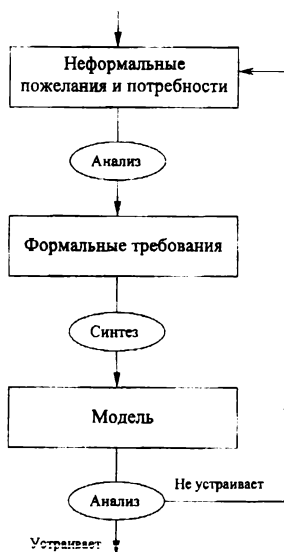 Неформальные
пожелания и потребности
Анализ
Формальные требования
Синтез
Модель
Не устраивает
Анализ
Устраивает